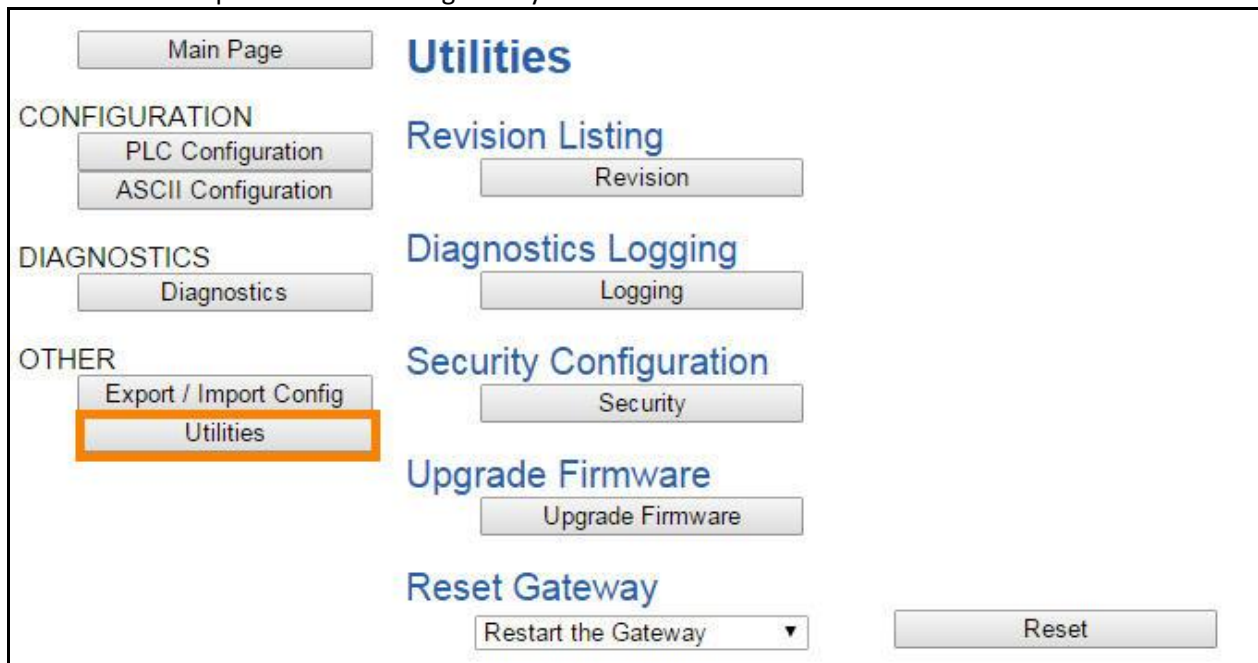 Main Page
CONFIGURATION
PLC Configuration
ASCII Configuration
DIAGNOSTICS
Diagnostics
OTHER
Export / Import Config
Utilities
Utilities
Revision Listing
Revision
Diagnostics Logging
Logging
Security Configuration
Security
Upgrade Firmware
Upgrade Firmware
Reset Gateway
Restart the Gateway
Reset